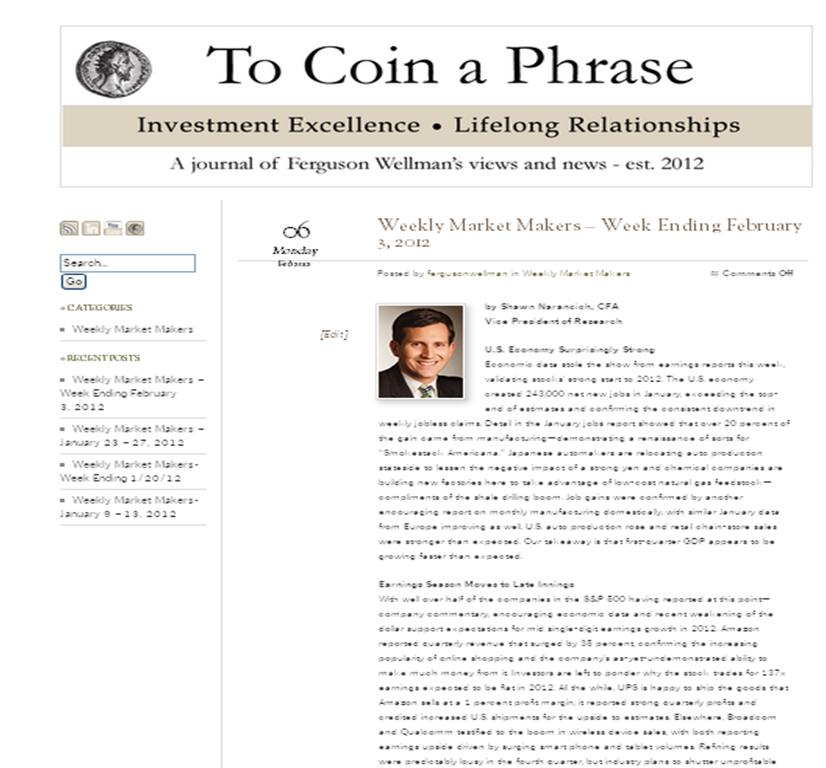 To Coin a Phrase
Investment Excellence • Lifelong Relationships
A journal of Ferguson Wellman's views and news - est. 2012
Search...
Go
CATEGORIES
Weekly Market Makers
RECENT POSTS
Weekly Market Makers –
Week Ending February
3, 2012
Weekly Market Makers –
January 23 – 27, 2012
Weekly Market Makers-
Week Ending 1/20/12
Weekly Market Makers-
January 9 – 13, 2012
06
Monday
February
[Edit]
Weekly Market Makers – Week Ending February
3, 2012
Posted by fergusonwellman in Weekly Market Makers
Comments Off
by Shawn Narancich, CFA
Vice President of Research
U.S. Economy Surprisingly Strong
Economic data stole the show from earnings reports this week,
validating stocks' strong start to 2012. The U.S. economy
created 243,000 net new jobs in January, exceeding the top-
end of estimates and confirming the consistent downtrend in
weekly jobless claims. Detail in the January jobs report showed that over 20 percent of
the gain came from manufacturing—demonstrating a renaissance of sorts for
"Smokestack Americana." Japanese automakers are relocating auto production
stateside to lessen the negative impact of a strong yen and chemical companies are
building new factories here to take advantage of low-cost natural gas feedstock—
compliments of the shale drilling boom. Job gains were confirmed by another
encouraging report on monthly manufacturing domestically, with similar January data
from Europe improving as well. U.S. auto production rose and retail chain-store sales
were stronger than expected. Our takeaway is that first-quarter GDP appears to be
growing faster than expected.
Earnings Season Moves to Late Innings
With well over half of the companies in the S&P 500 having reported at this point—
company commentary, encouraging economic data and recent weakening of the
dollar support expectations for mid single-digit earnings growth in 2012. Amazon
reported quarterly revenue that surged by 35 percent, confirming the increasing
popularity of online shopping and the company's as-yet-undemonstrated ability to
make much money from it. Investors are left to ponder why the stock trades for 137x
earnings expected to be flat in 2012. All the while, UPS is happy to ship the goods that
Amazon sells at a 1 percent profit margin; it reported strong quarterly profits and
credited increased U.S. shipments for the upside to estimates. Elsewhere, Broadcom
and Qualcomm testified to the boom in wireless device sales, with both reporting
earnings upside driven by surging smart phone and tablet volumes. Refining results
were predictably lousy in the fourth quarter, but industry plans to shutter unprofitable